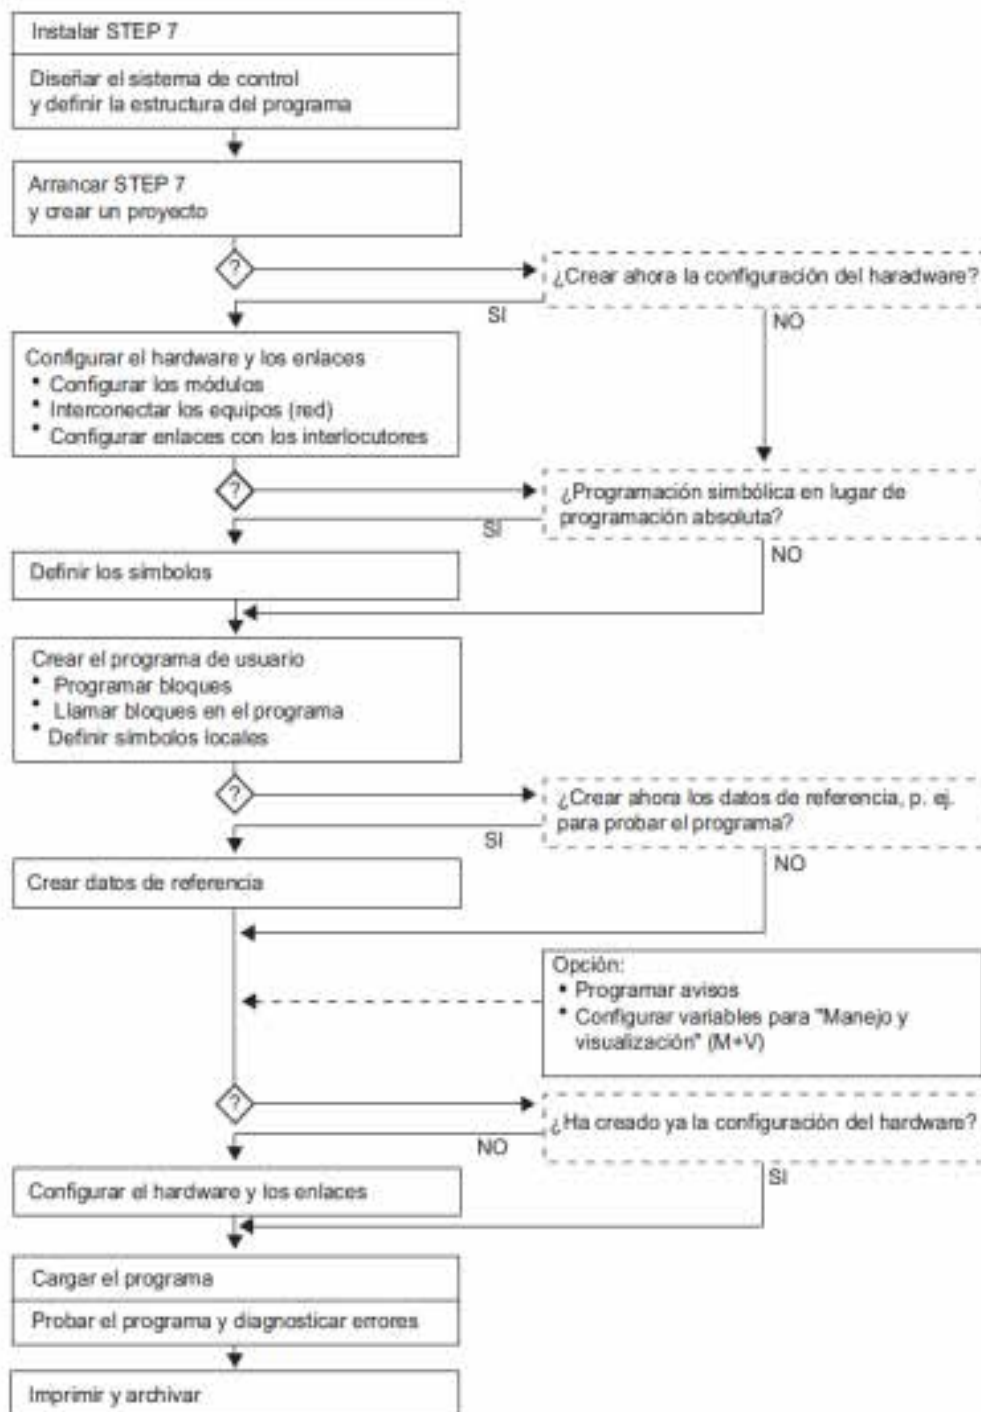 Instalar STEP 7
Diseñar el sistema de control
y definir la estructura del programa
Arrancar STEP 7
y crear un proyecto
?
¿Crear ahora la configuración del haradware?
SI
NO
Configurar el hardware y los enlaces
• Configurar los módulos
• Interconectar los equipos (red)
• Configurar enlaces con los interlocutores
?
¿Programación simbólica en lugar de
programación absoluta?
SI
NO
Definir los símbolos
Crear el programa de usuario
• Programar bloques
• Llamar bloques en el programa
• Definir símbolos locales
?
¿Crear ahora los datos de referencia, p. ej.
para probar el programa?
SI
NO
Crear datos de referencia
Opción:
• Programar avisos
• Configurar variables para "Manejo y
visualización" (M+V)
?
¿Ha creado ya la configuración del hardware?
NO
SI
Configurar el hardware y los enlaces
Cargar el programa
Probar el programa y diagnosticar errores
Imprimir y archivar